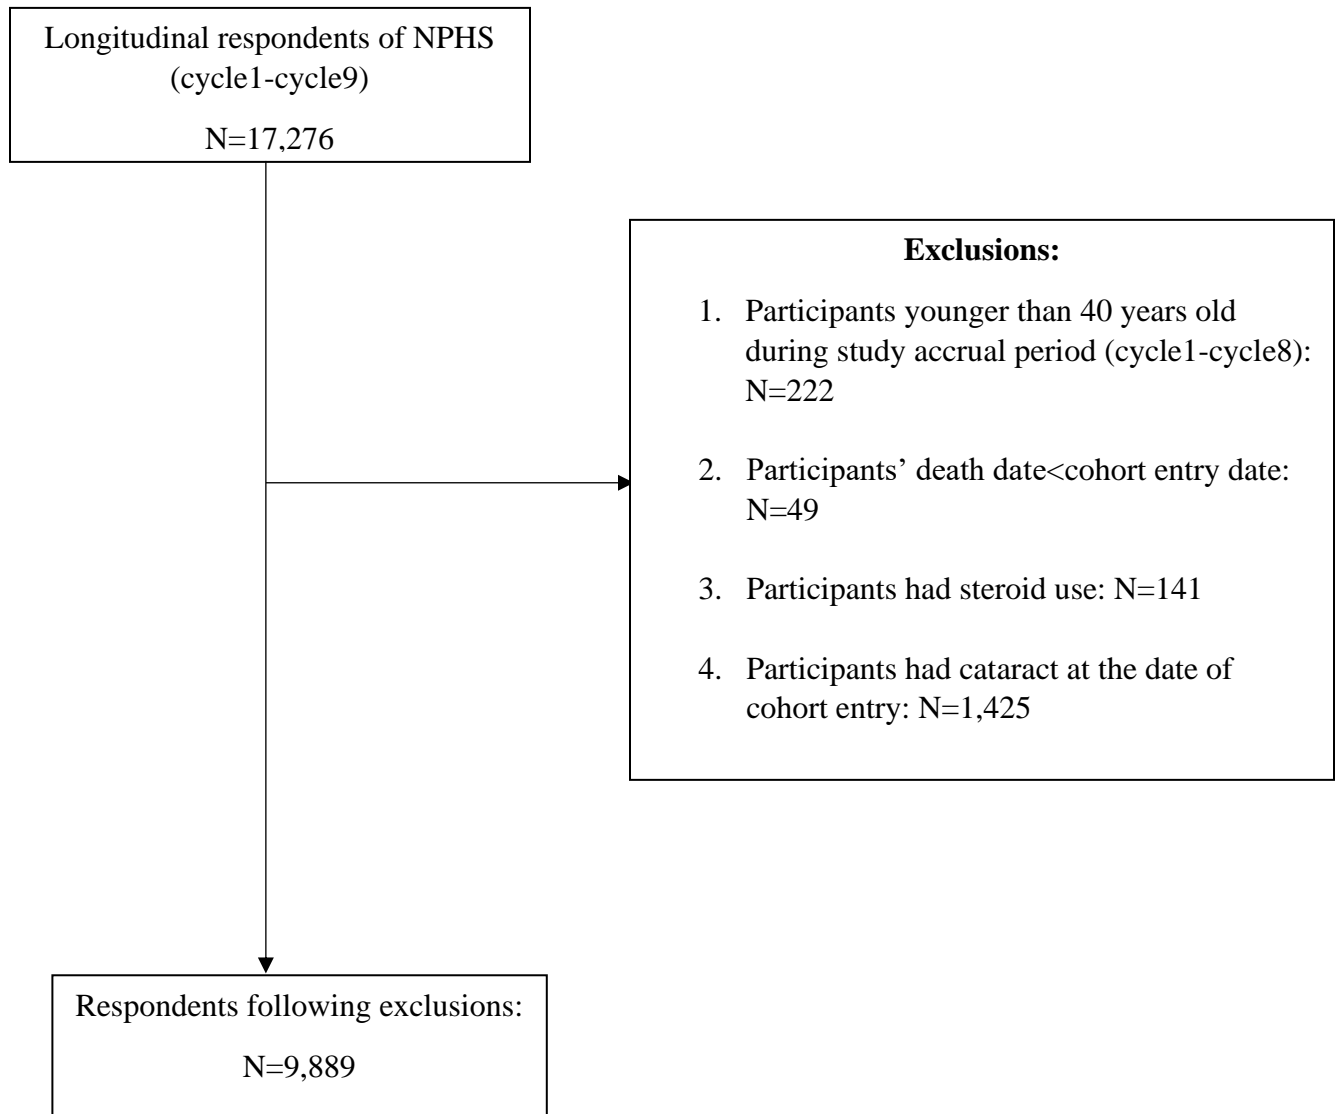 Longitudinal respondents of NPHS
(cycle1-cycle9)
N=17,276
Exclusions:
1. Participants younger than 40 years old
during study accrual period (cycle1-cycle8):
N=222
2. Participants’ death date<cohort entry date:
N=49
3. Participants had steroid use: N=141
4. Participants had cataract at the date of
cohort entry: N=1,425
Respondents following exclusions:
N=9,889